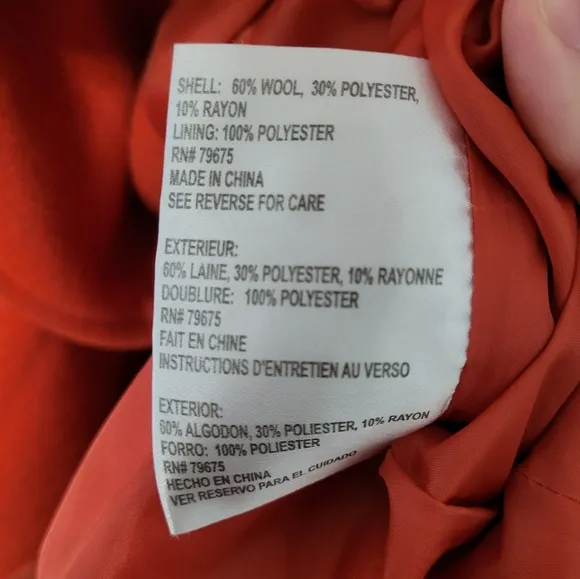 SHELL: 60% WOOL, 30% POLYESTER,
10% RAYON
LINING: 100% POLYESTER
RN# 79675
MADE IN CHINA
SEE REVERSE FOR CARE
EXTERIEUR:
60% LAINE, 30% POLYESTER, 10% RAYONNE
DOUBLURE: 100% POLYESTER
RN# 79675
FAIT EN CHINE
INSTRUCTIONS D'ENTRETIEN AU VERSO
EXTERIOR:
60% ALGODON, 30% POLIESTER, 10% RAYON
FORRO: 100% POLIESTER
RN# 79675
HECHO EN CHINA
VER RESERVO PARA EL CUIDADO